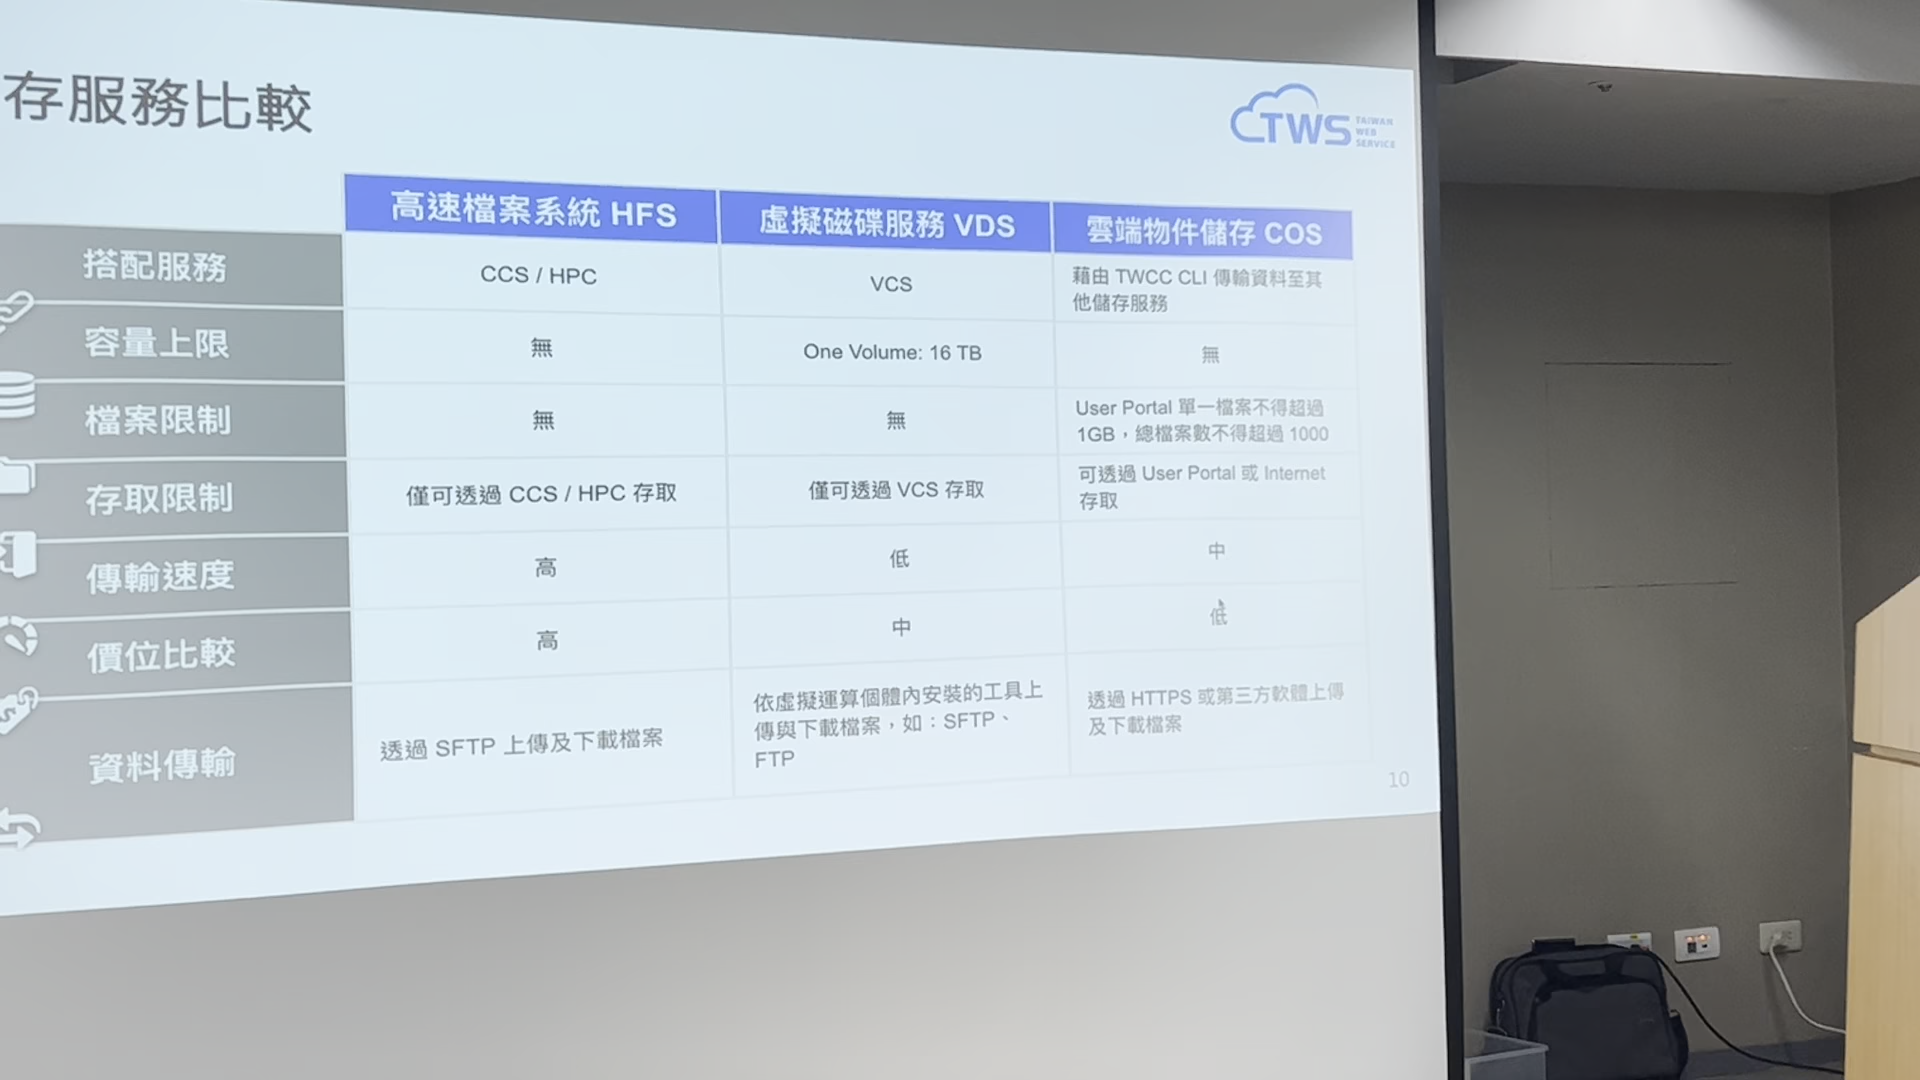 存服務比較
TWS TAIWAN WEB SERVICE
高速檔案系統 HFS
虛擬磁碟服務 VDS
雲端物件儲存 COS
搭配服務
CCS / HPC
VCS
藉由 TWCC CLI 傳輸資料至其
他儲存服務
容量上限
無
One Volume: 16 TB
無
檔案限制
無
無
User Portal 單一檔案不得超過
1GB，總檔案數不得超過 1000
存取限制
僅可透過 CCS / HPC 存取
僅可透過 VCS 存取
可透過 User Portal 或 Internet
存取
傳輸速度
高
低
中
價位比較
高
中
低
資料傳輸
透過 SFTP 上傳及下載檔案
依虛擬運算個體內安裝的工具上
傳與下載檔案，如：SFTP、
FTP
透過 HTTPS 或第三方軟體上傳
及下載檔案
10